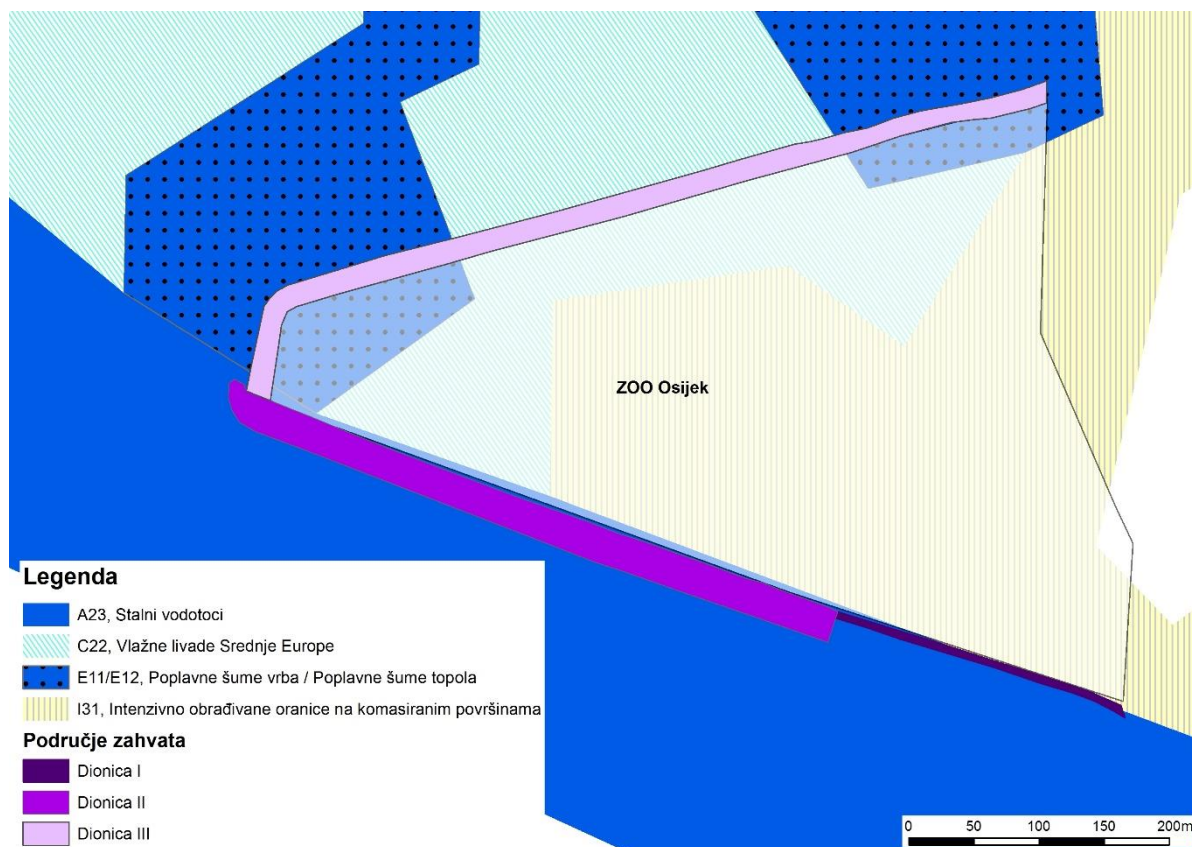 ZOO Osijek
Legenda
A23, Stalni vodotoci
C22, Vlažne livade Srednje Europe
E11/E12, Poplavne šume vrba / Poplavne šume topola
I31, Intenzivno obrađivane oranice na komasiranim površinama
Područje zahvata
Dionica I
Dionica II
Dionica III
0 50 100 150 200m